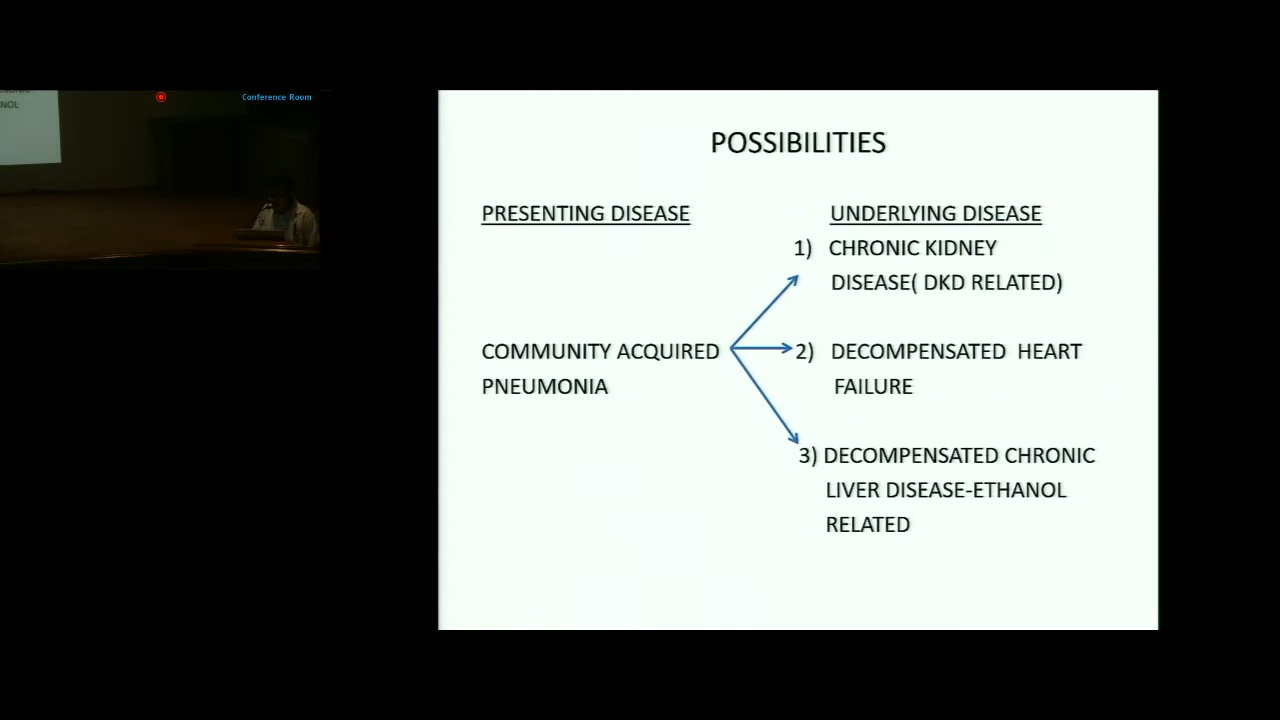 NOL
Conference Room
POSSIBILITIES
PRESENTING DISEASE
UNDERLYING DISEASE
1) CHRONIC KIDNEY
DISEASE( DKD RELATED)
COMMUNITY ACQUIRED
PNEUMONIA
2) DECOMPENSATED HEART
FAILURE
3) DECOMPENSATED CHRONIC
LIVER DISEASE-ETHANOL
RELATED